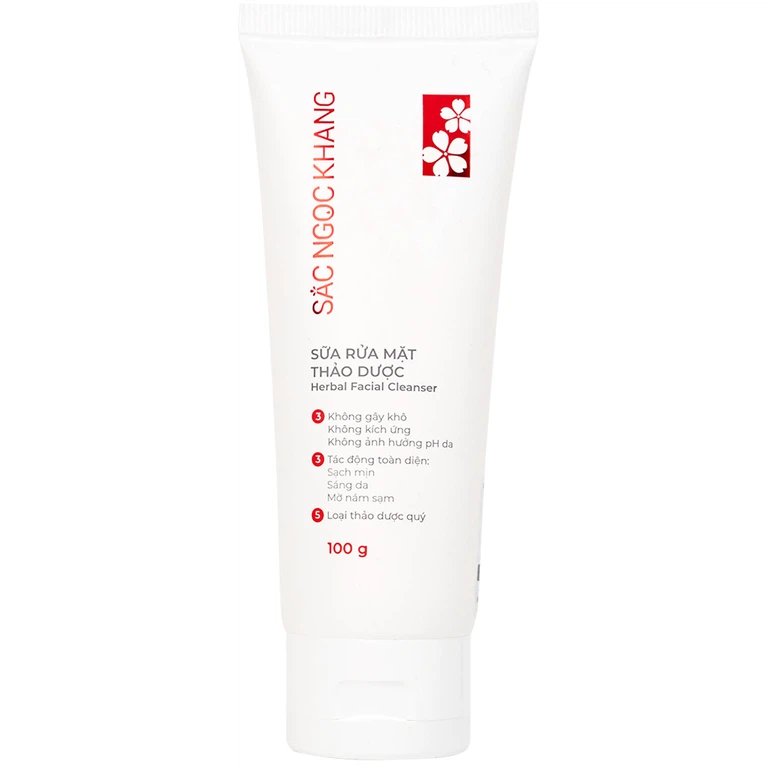 SẮC NGỌC KHANG
SỮA RỬA MẶT
THẢO DƯỢC
Herbal Facial Cleanser
3 Không gây khô
Không kích ứng
Không ảnh hưởng pH da
3 Tác động toàn diện:
Sạch mịn
Sáng da
Mờ nám sạm
5 Loại thảo dược quý
100 g